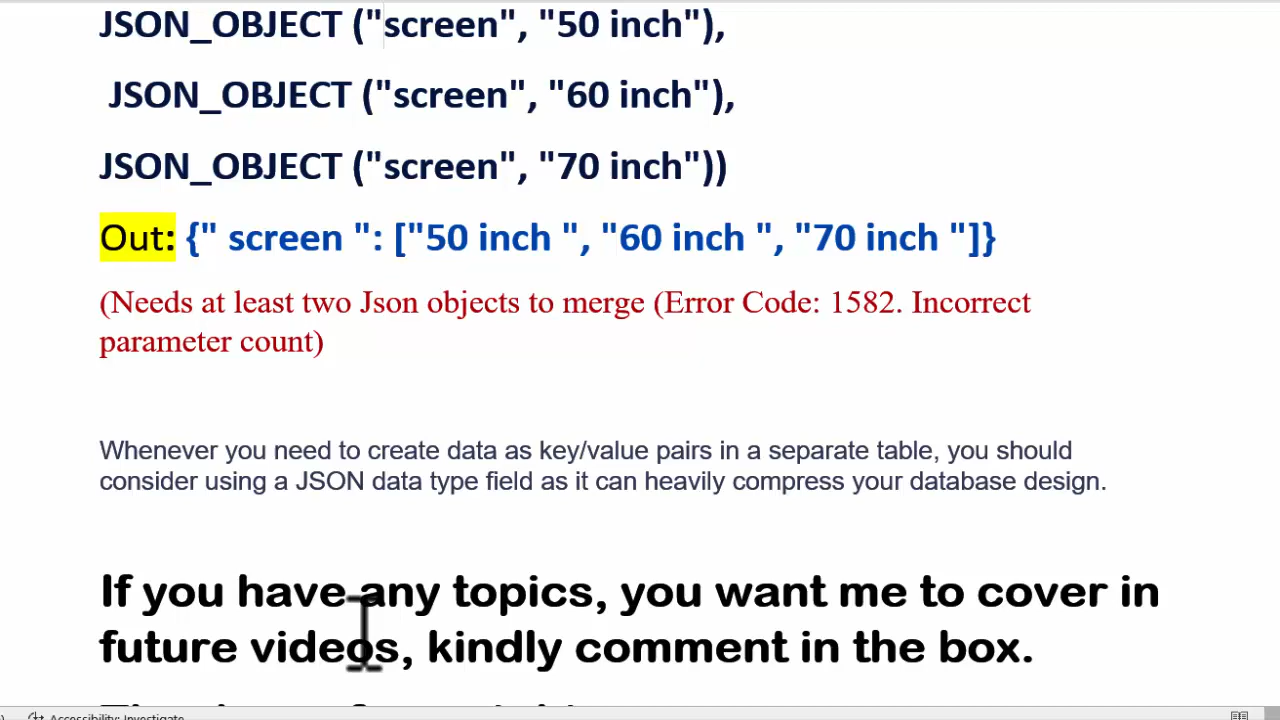 JSON_OBJECT ("screen", "50 inch"),
JSON_OBJECT ("screen", "60 inch"),
JSON_OBJECT ("screen", "70 inch"))
Out: {" screen ": ["50 inch ", "60 inch ", "70 inch "]}
(Needs at least two Json objects to merge (Error Code: 1582. Incorrect
parameter count)
Whenever you need to create data as key/value pairs in a separate table, you should
consider using a JSON data type field as it can heavily compress your database design.
If you have any topics, you want me to cover in
future videos, kindly comment in the box.
Accessibility: Investigate